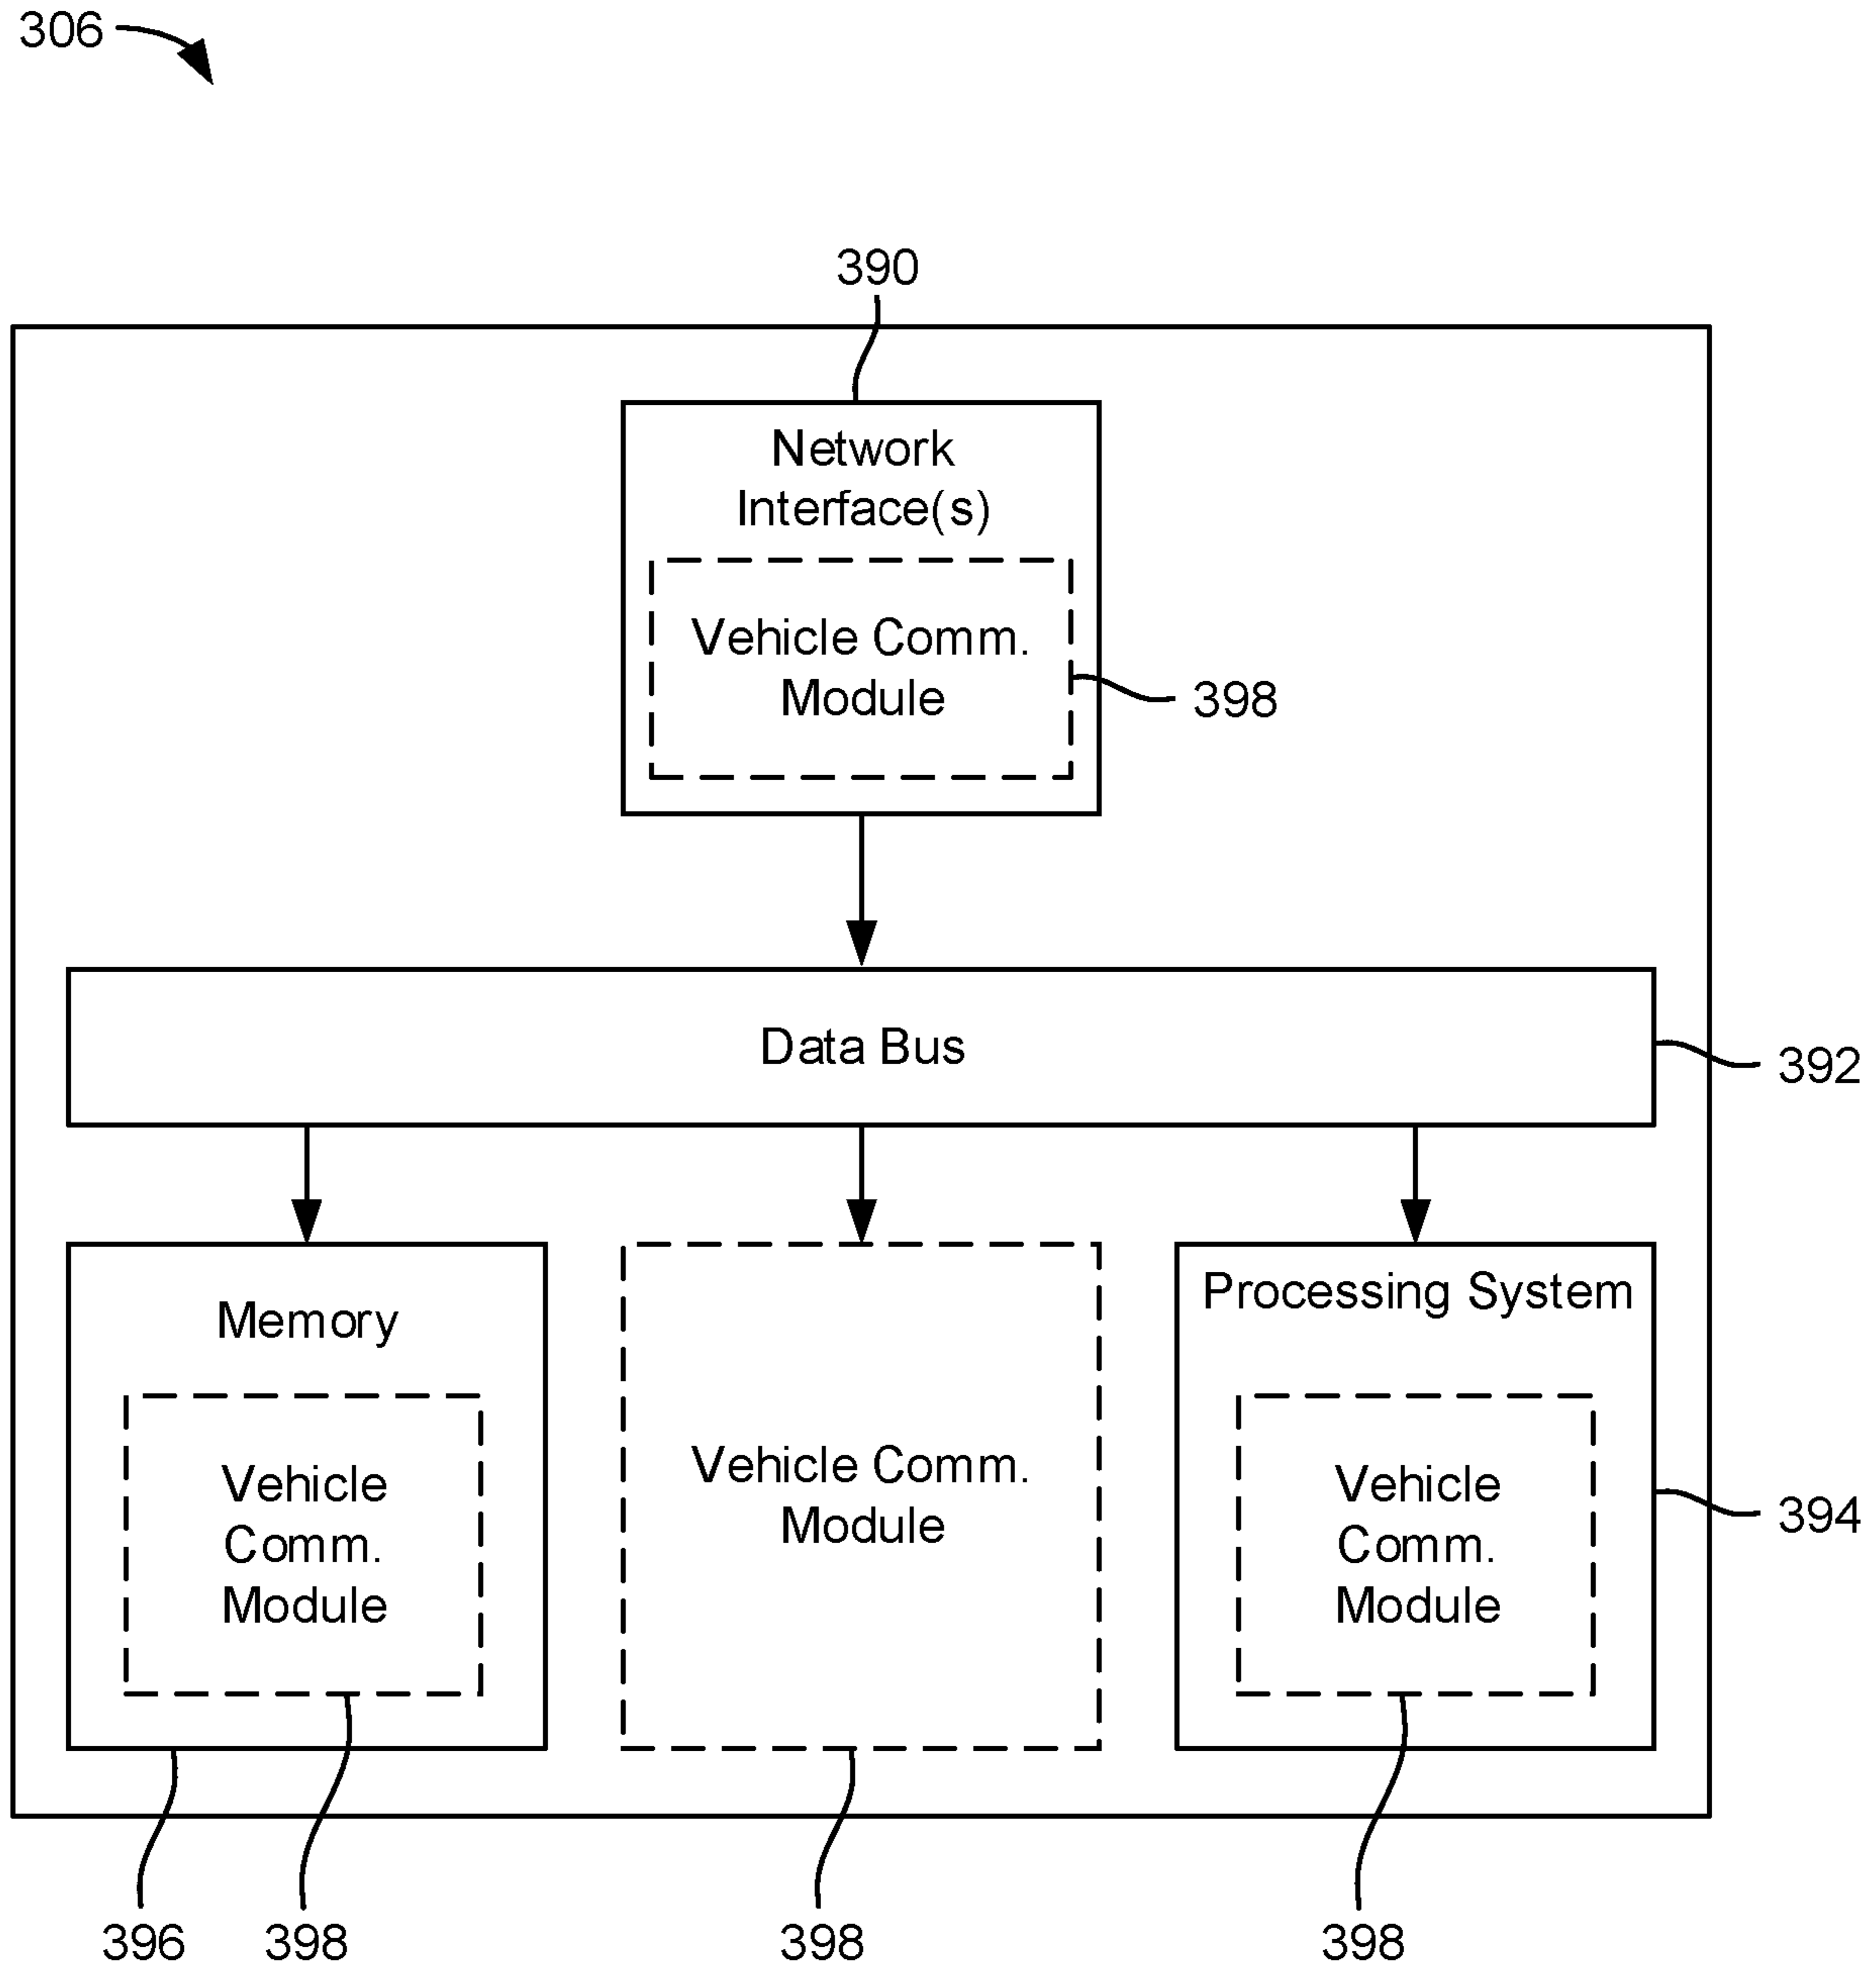 306
390
Network
Interface(s)
Vehicle Comm.
Module
398
Data Bus
392
Memory
Vehicle
Comm.
Module
Vehicle Comm.
Module
Processing System
Vehicle
Comm.
Module
394
396
398
398
398